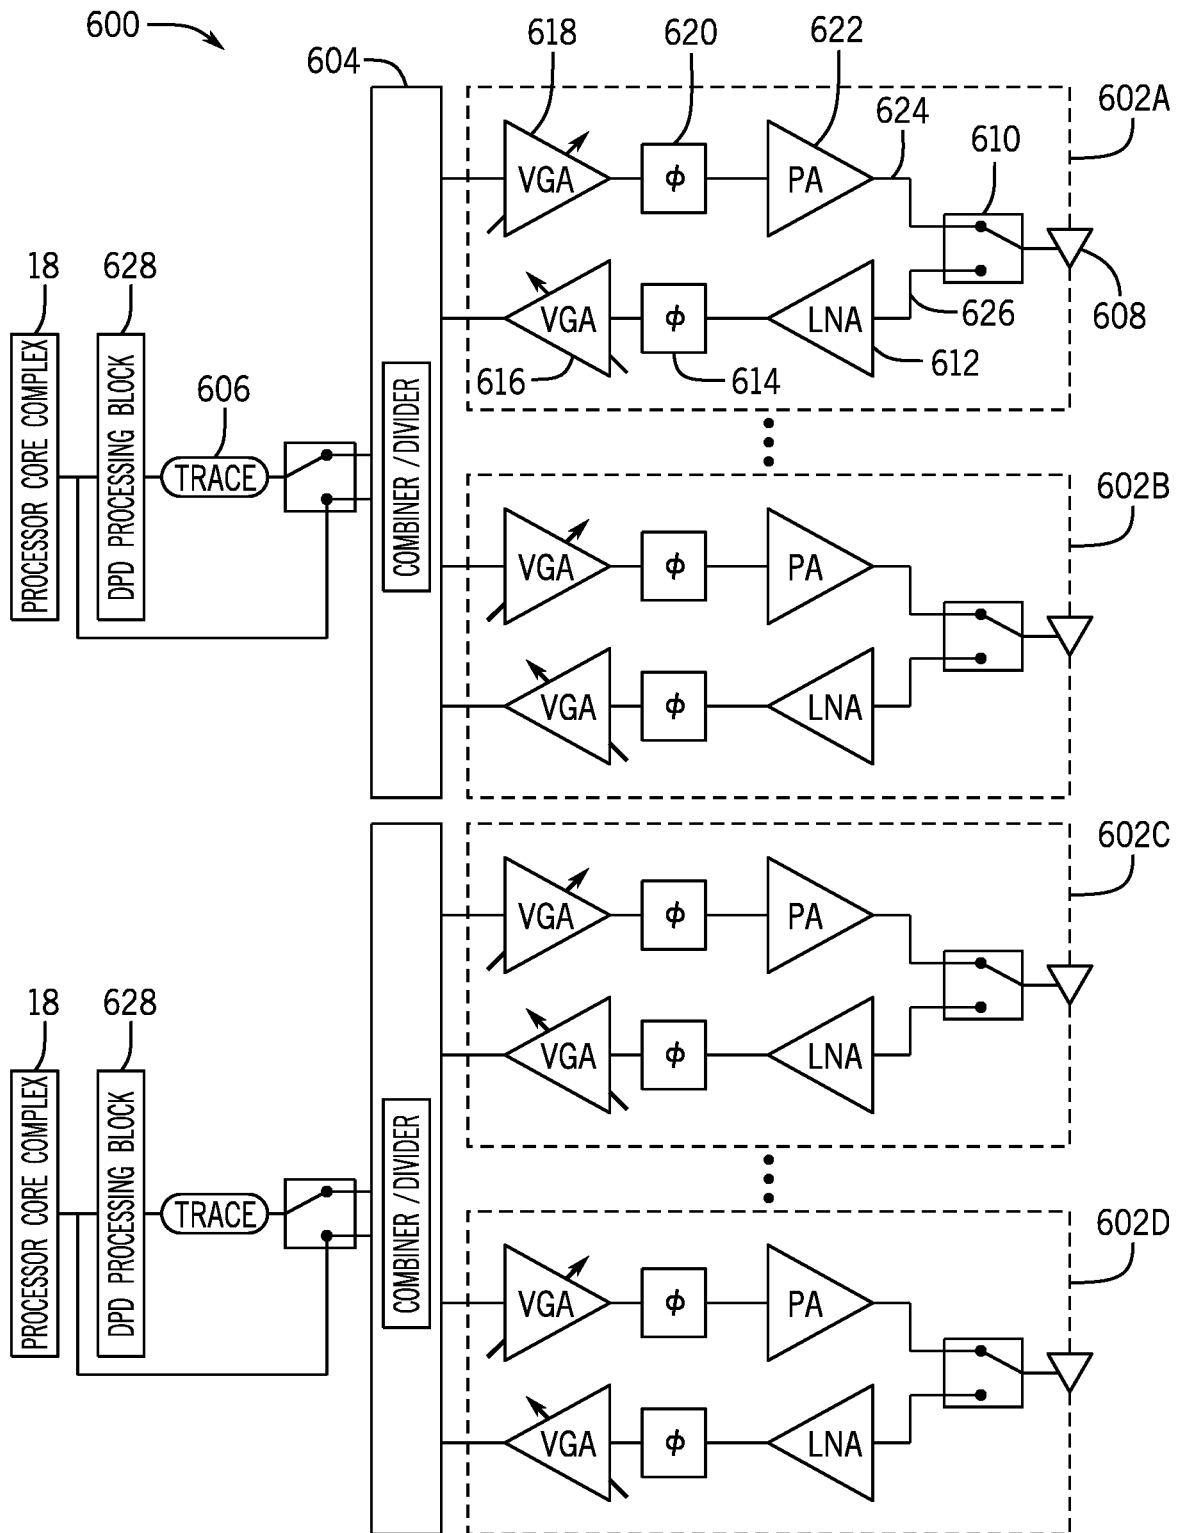 600
604
618
620
622
624
610
602A
VGA
ϕ
PA
18
628
PROCESSOR CORE COMPLEX
DPD PROCESSING BLOCK
606
TRACE
COMBINER / DIVIDER
VGA
ϕ
LNA
626
608
616
614
612
602B
VGA
ϕ
PA
VGA
ϕ
LNA
602C
VGA
ϕ
PA
18
628
PROCESSOR CORE COMPLEX
DPD PROCESSING BLOCK
TRACE
COMBINER / DIVIDER
VGA
ϕ
LNA
602D
VGA
ϕ
PA
VGA
ϕ
LNA